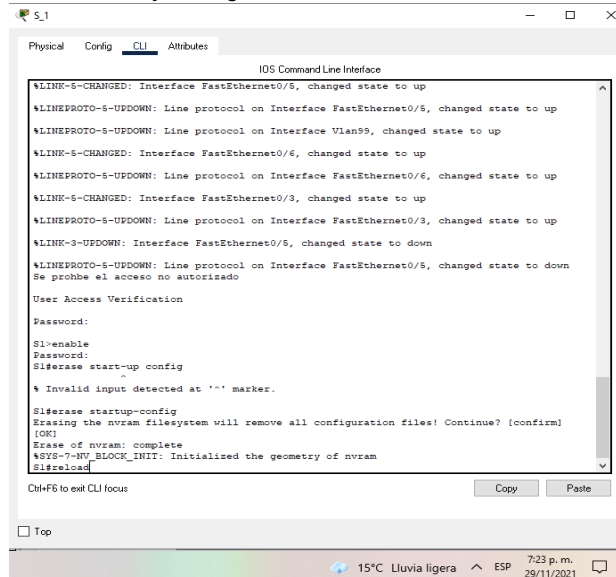 S_1
Physical Config CLI Attributes
IOS Command Line Interface
%LINK-5-CHANGED: Interface FastEthernet0/5, changed state to up
%LINEPROTO-5-UPDOWN: Line protocol on Interface FastEthernet0/5, changed state to up
%LINEPROTO-5-UPDOWN: Line protocol on Interface Vlan99, changed state to up
%LINK-5-CHANGED: Interface FastEthernet0/6, changed state to up
%LINEPROTO-5-UPDOWN: Line protocol on Interface FastEthernet0/6, changed state to up
%LINK-5-CHANGED: Interface FastEthernet0/3, changed state to up
%LINEPROTO-5-UPDOWN: Line protocol on Interface FastEthernet0/3, changed state to up
%LINK-3-UPDOWN: Interface FastEthernet0/5, changed state to down
%LINEPROTO-5-UPDOWN: Line protocol on Interface FastEthernet0/5, changed state to down
Se prohbe el acceso no autorizado
User Access Verification
Password:
S1>enable
Password:
S1#erase start-up config
^
% Invalid input detected at '^' marker.
S1#erase startup-config
Erasing the nvram filesystem will remove all configuration files! Continue? [confirm]
[OK]
Erase of nvram: complete
%SYS-7-NV_BLOCK_INIT: Initialized the geometry of nvram
S1#reload
Ctrl+F6 to exit CLI focus
Copy Paste
Top
15°C Lluvia ligera ESP 7:23 p. m.
29/11/2021